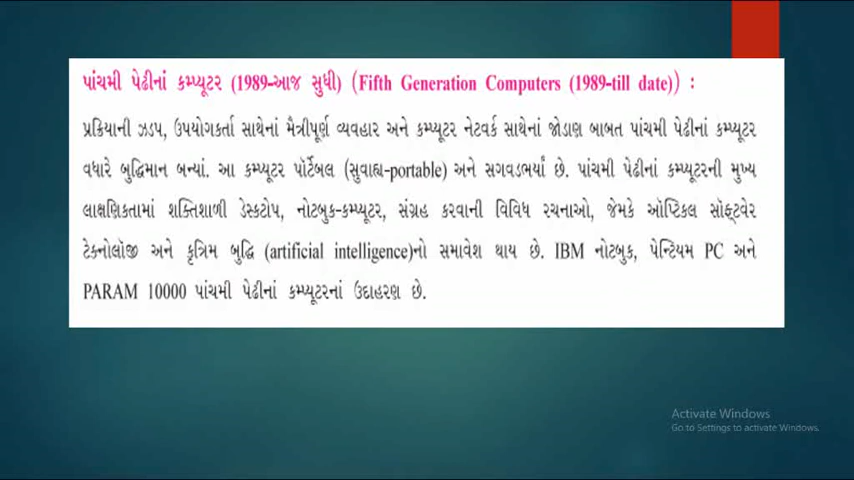 પાંચમી પેઢીનાં કમ્પ્યૂટર (1989-આજ સુધી) (Fifth Generation Computers (1989-till date)) :
પ્રક્રિયાની ઝડપ, ઉપયોગકર્તા સાથેનાં મૈત્રીપૂર્ણ વ્યવહાર અને કમ્પ્યૂટર નેટવર્ક સાથેનાં જોડાણ બાબત પાંચમી પેઢીનાં કમ્પ્યૂટર
વધારે બુદ્ધિમાન બન્યાં. આ કમ્પ્યૂટર પૉર્ટેબલ (સુવાહ્ય-portable) અને સગવડભર્યાં છે. પાંચમી પેઢીનાં કમ્પ્યૂટરની મુખ્ય
લાક્ષણિકતામાં શક્તિશાળી ડેસ્કટોપ, નોટબુક-કમ્પ્યૂટર, સંગ્રહ કરવાની વિવિધ રચનાઓ, જેમકે ઑપ્ટિકલ સૉફ્ટવેર
ટેક્નોલૉજી અને કૃત્રિમ બુદ્ધિ (artificial intelligence)નો સમાવેશ થાય છે. IBM નોટબુક, પેન્ટિયમ PC અને
PARAM 10000 પાંચમી પેઢીનાં કમ્પ્યૂટરનાં ઉદાહરણ છે.
Activate Windows
Go to Settings to activate Windows.